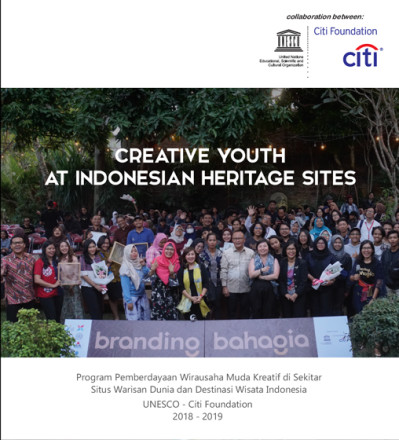 collaboration between:
Citi Foundation
citi
United Nations
Educational, Scientific and
Cultural Organization
CREATIVE YOUTH
AT INDONESIAN HERITAGE SITES
branding bahagia
Program Pemberdayaan Wirausaha Muda Kreatif di Sekitar
Situs Warisan Dunia dan Destinasi Wisata Indonesia
UNESCO - Citi Foundation
2018 - 2019